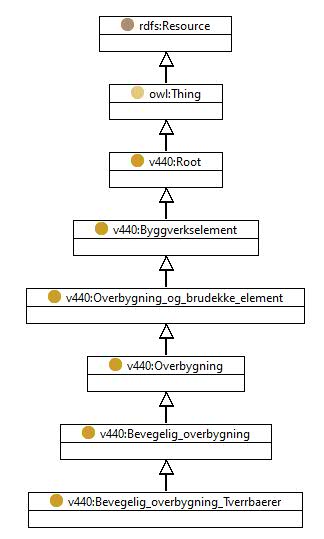 rdfs:Resource
owl:Thing
v440:Root
v440:Byggverkselement
v440:Overbygning_og_brudekke_element
v440:Overbygning
v440:Bevegelig_overbygning
v440:Bevegelig_overbygning_Tverrbaerer